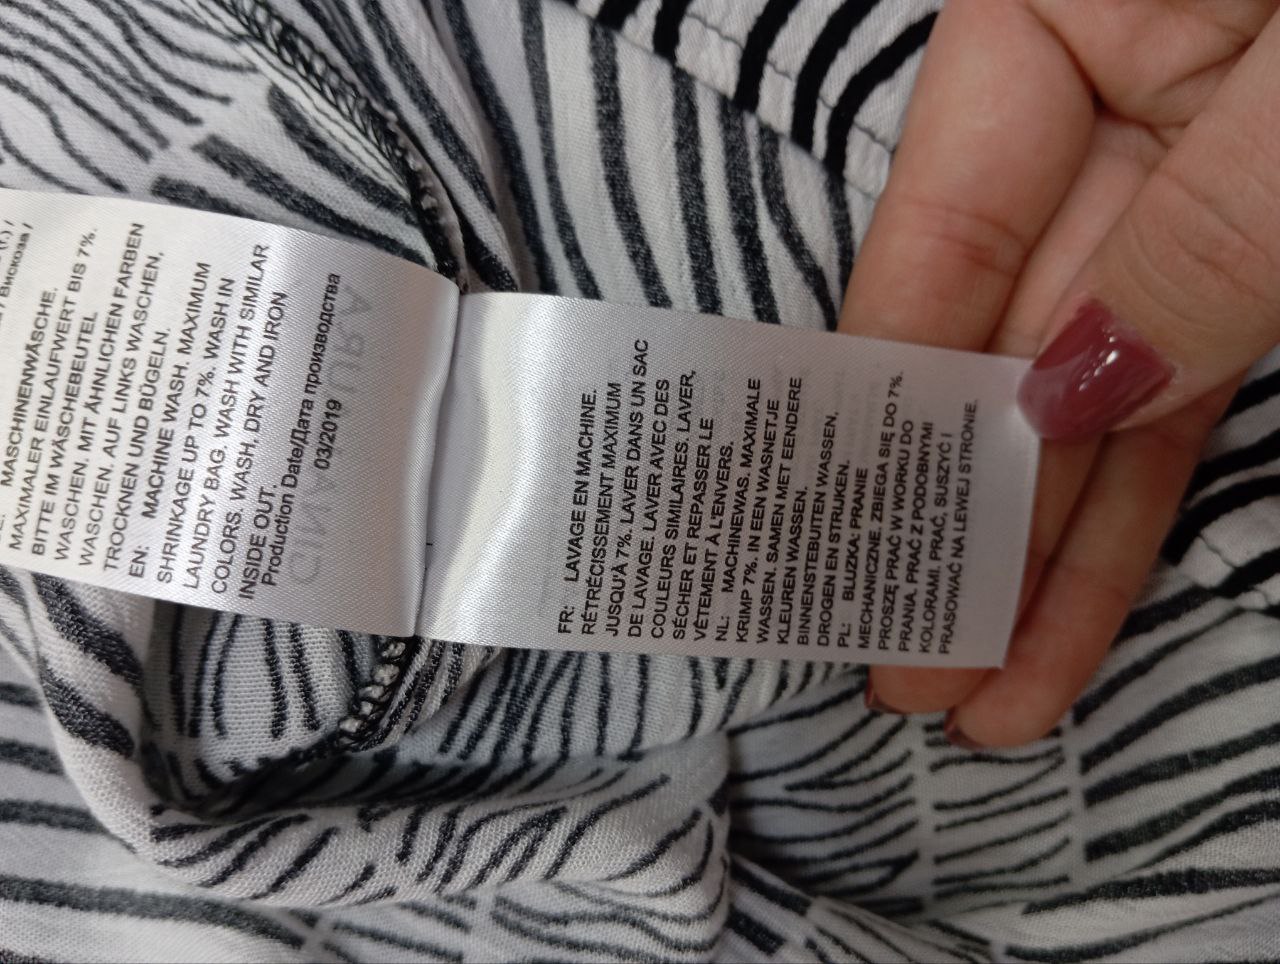 (f.) /
/ Вискоза /
MASCHINENWÄSCHE.
MAXIMALER EINLAUFWERT BIS 7%.
BITTE IM WÄSCHEBEUTEL
WASCHEN, MIT ÄHNLICHEN FARBEN
WASCHEN. AUF LINKS WASCHEN,
TROCKNEN UND BÜGELN.
EN: MACHINE WASH. MAXIMUM
SHRINKAGE UP TO 7%. WASH IN
LAUNDRY BAG. WASH WITH SIMILAR
COLORS. WASH, DRY AND IRON
INSIDE OUT.
Production Date/Дата производства
03/2019
FR: LAVAGE EN MACHINE.
RÉTRÉCISSEMENT MAXIMUM
JUSQU'À 7%. LAVER DANS UN SAC
DE LAVAGE. LAVER AVEC DES
COULEURS SIMILAIRES. LAVER,
SÉCHER ET REPASSER LE
VÊTEMENT À L'ENVERS.
NL: MACHINEWAS. MAXIMALE
KRIMP 7%. IN EEN WASNETJE
WASSEN. SAMEN MET EENDERE
KLEUREN WASSEN.
BINNENSTEBUITEN WASSEN,
DROGEN EN STRIJKEN.
PL: BLUZKA: PRANIE
MECHANICZNIE. ZBIEGA SIĘ DO 7%.
PROSZĘ PRAĆ W WORKU DO
PRANIA. PRAĆ Z PODOBNYMI
KOLORAMI. PRAĆ, SUSZYĆ I
PRASOWAĆ NA LEWEJ STRONIE.